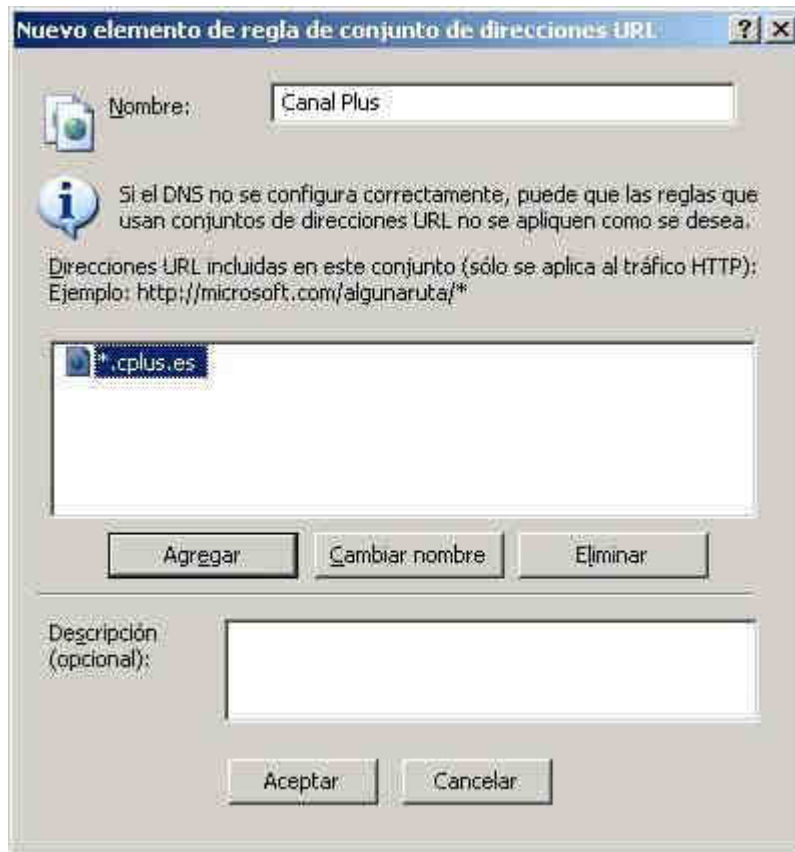 Nuevo elemento de regla de conjunto de direcciones URL
Nombre:
Canal Plus
Si el DNS no se configura correctamente, puede que las reglas que
usan conjuntos de direcciones URL no se apliquen como se desea.
Direcciones URL incluidas en este conjunto (sólo se aplica al tráfico HTTP):
Ejemplo: http://microsoft.com/algunaruta/*
*.cplus.es
Agregar
Cambiar nombre
Eliminar
Descripción
(opcional):
Aceptar
Cancelar